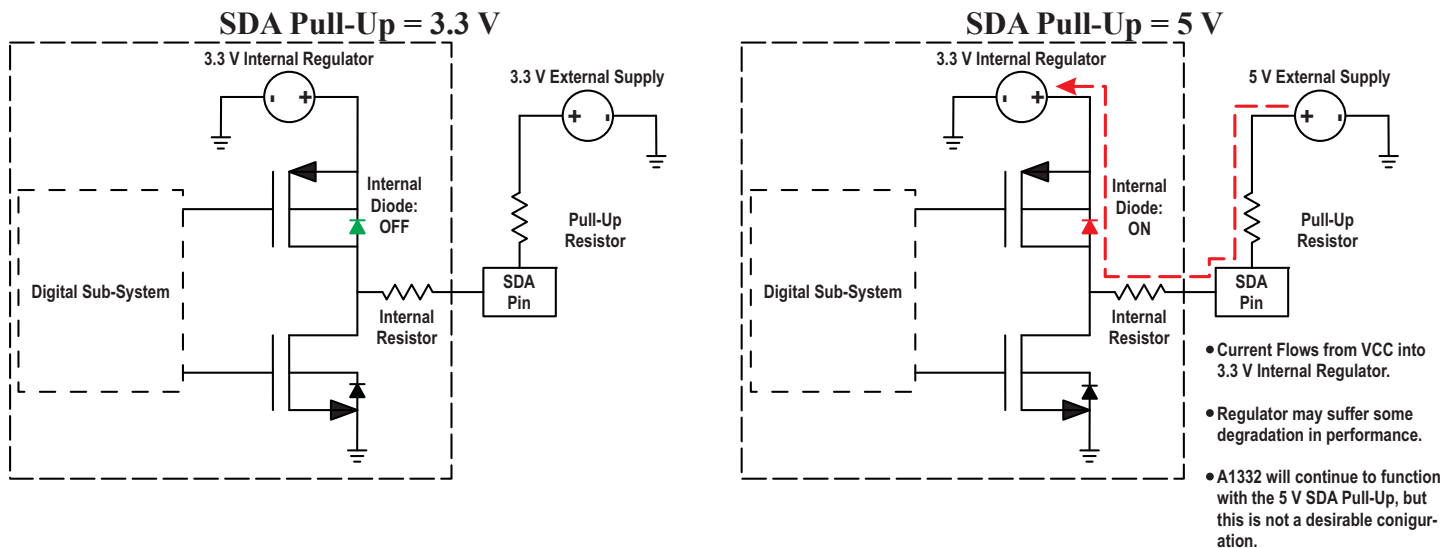 SDA Pull-Up = 3.3 V
3.3 V Internal Regulator
3.3 V External Supply
- +
+ -
Internal
Diode:
OFF
Pull-Up
Resistor
Digital Sub-System
SDA
Pin
Internal
Resistor
SDA Pull-Up = 5 V
3.3 V Internal Regulator
5 V External Supply
- +
+ -
Internal
Diode:
ON
Pull-Up
Resistor
Digital Sub-System
SDA
Pin
Internal
Resistor
• Current Flows from VCC into
3.3 V Internal Regulator.
• Regulator may suffer some
degradation in performance.
• A1332 will continue to function
with the 5 V SDA Pull-Up, but
this is not a desirable conigur-
ation.